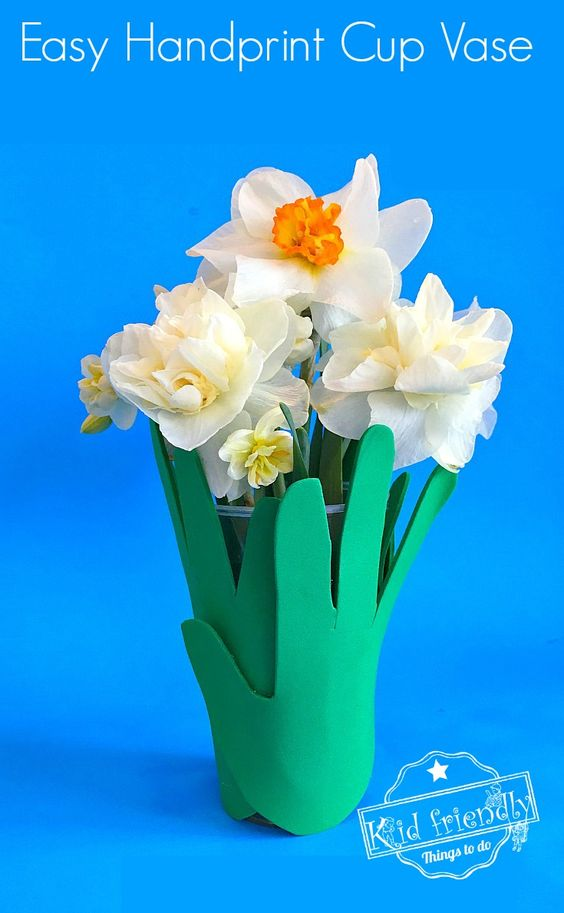 Easy Handprint Cup Vase
Kid friendly
Things to do